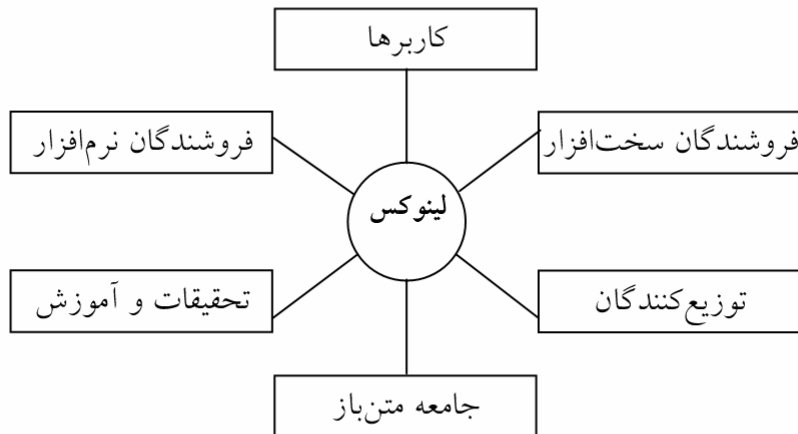 کاربرها
فروشندگان سخت‌افزار
فروشندگان نرم‌افزار
لینوکس
توزیع‌کنندگان
تحقیقات و آموزش
جامعه متن‌باز